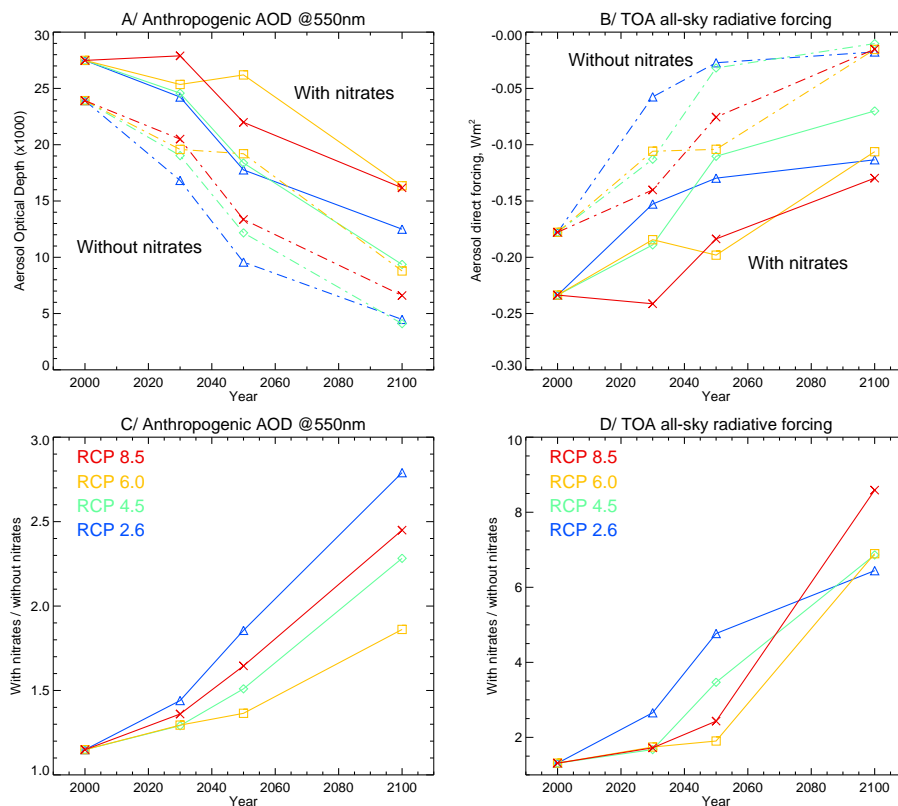 A/ Anthropogenic AOD @550nm
30
25
20
15
10
5
0
Aerosol Optical Depth (x1000)
With nitrates
Without nitrates
2000 2020 2040 2060 2080 2100
Year
B/ TOA all-sky radiative forcing
-0.00
-0.05
-0.10
-0.15
-0.20
-0.25
-0.30
Aerosol direct forcing, Wm2
Without nitrates
With nitrates
2000 2020 2040 2060 2080 2100
Year
C/ Anthropogenic AOD @550nm
3.0
2.5
2.0
1.5
1.0
With nitrates / without nitrates
RCP 8.5
RCP 6.0
RCP 4.5
RCP 2.6
2000 2020 2040 2060 2080 2100
Year
D/ TOA all-sky radiative forcing
10
8
6
4
2
With nitrates / without nitrates
RCP 8.5
RCP 6.0
RCP 4.5
RCP 2.6
2000 2020 2040 2060 2080 2100
Year